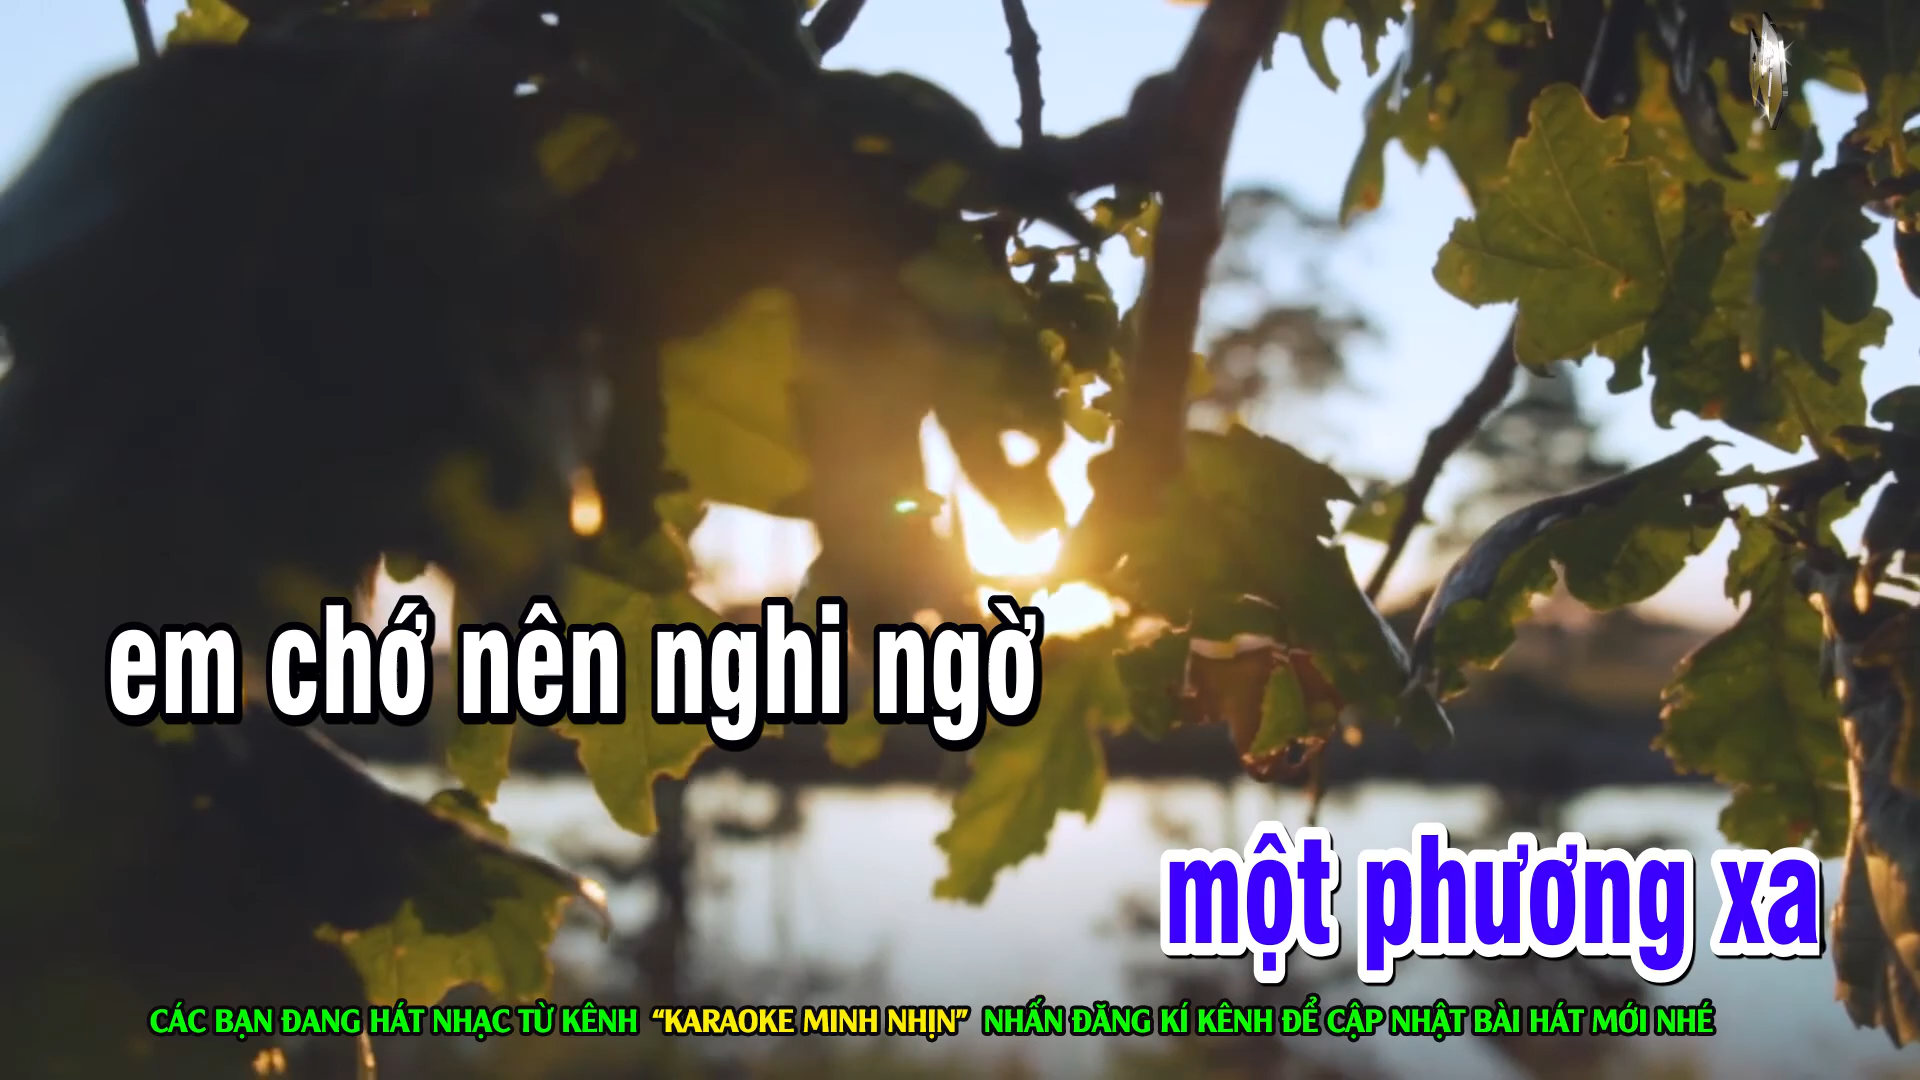 em chớ nên nghi ngờ
một phương xa
CÁC BẠN ĐANG HÁT NHẠC TỪ KÊNH “KARAOKE MINH NHỊN” NHẤN ĐĂNG KÍ KÊNH ĐỂ CẬP NHẬT BÀI HÁT MỚI NHÉ